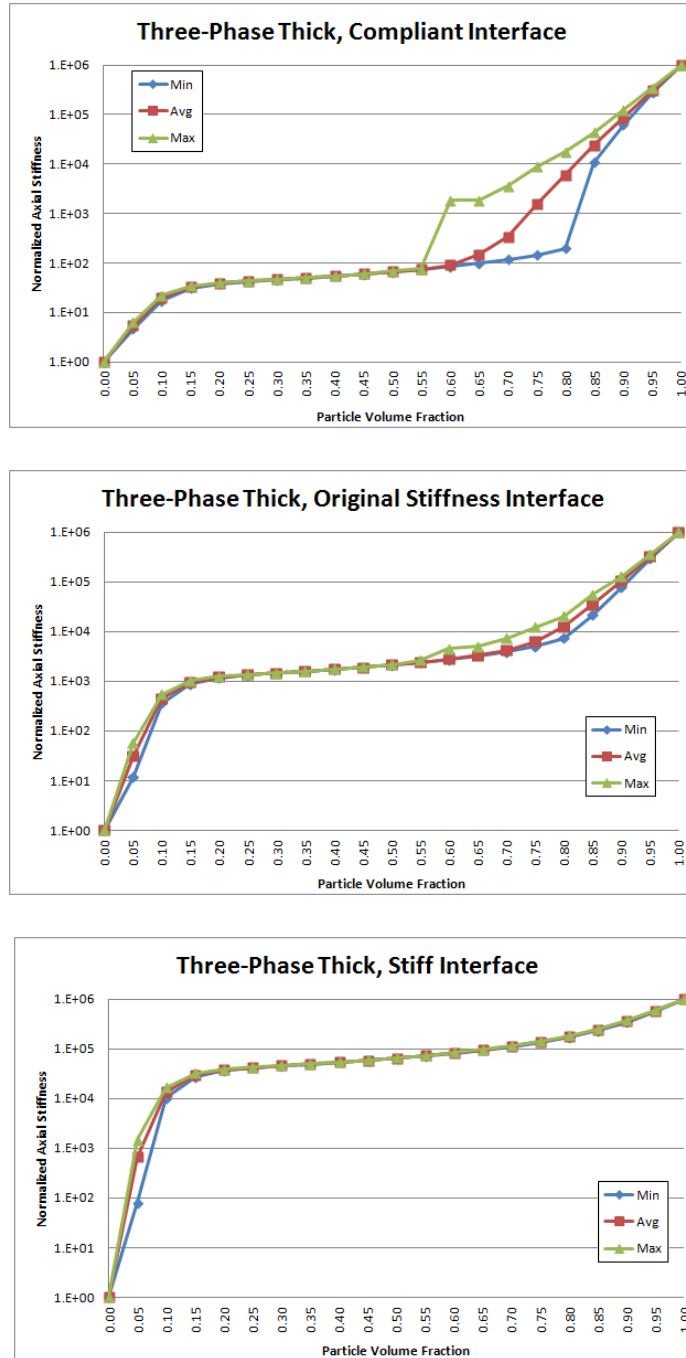 Three-Phase Thick, Compliant Interface
1.E+06
1.E+05
1.E+04
1.E+03
1.E+02
1.E+01
1.E+00
Normalized Axial Stiffness
Min
Avg
Max
0.00 0.05 0.10 0.15 0.20 0.25 0.30 0.35 0.40 0.45 0.50 0.55 0.60 0.65 0.70 0.75 0.80 0.85 0.90 0.95 1.00
Particle Volume Fraction
Three-Phase Thick, Original Stiffness Interface
1.E+06
1.E+05
1.E+04
1.E+03
1.E+02
1.E+01
1.E+00
Normalized Axial Stiffness
Min
Avg
Max
0.00 0.05 0.10 0.15 0.20 0.25 0.30 0.35 0.40 0.45 0.50 0.55 0.60 0.65 0.70 0.75 0.80 0.85 0.90 0.95 1.00
Particle Volume Fraction
Three-Phase Thick, Stiff Interface
1.E+06
1.E+05
1.E+04
1.E+03
1.E+02
1.E+01
1.E+00
Normalized Axial Stiffness
Min
Avg
Max
0.00 0.05 0.10 0.15 0.20 0.25 0.30 0.35 0.40 0.45 0.50 0.55 0.60 0.65 0.70 0.75 0.80 0.85 0.90 0.95 1.00
Particle Volume Fraction